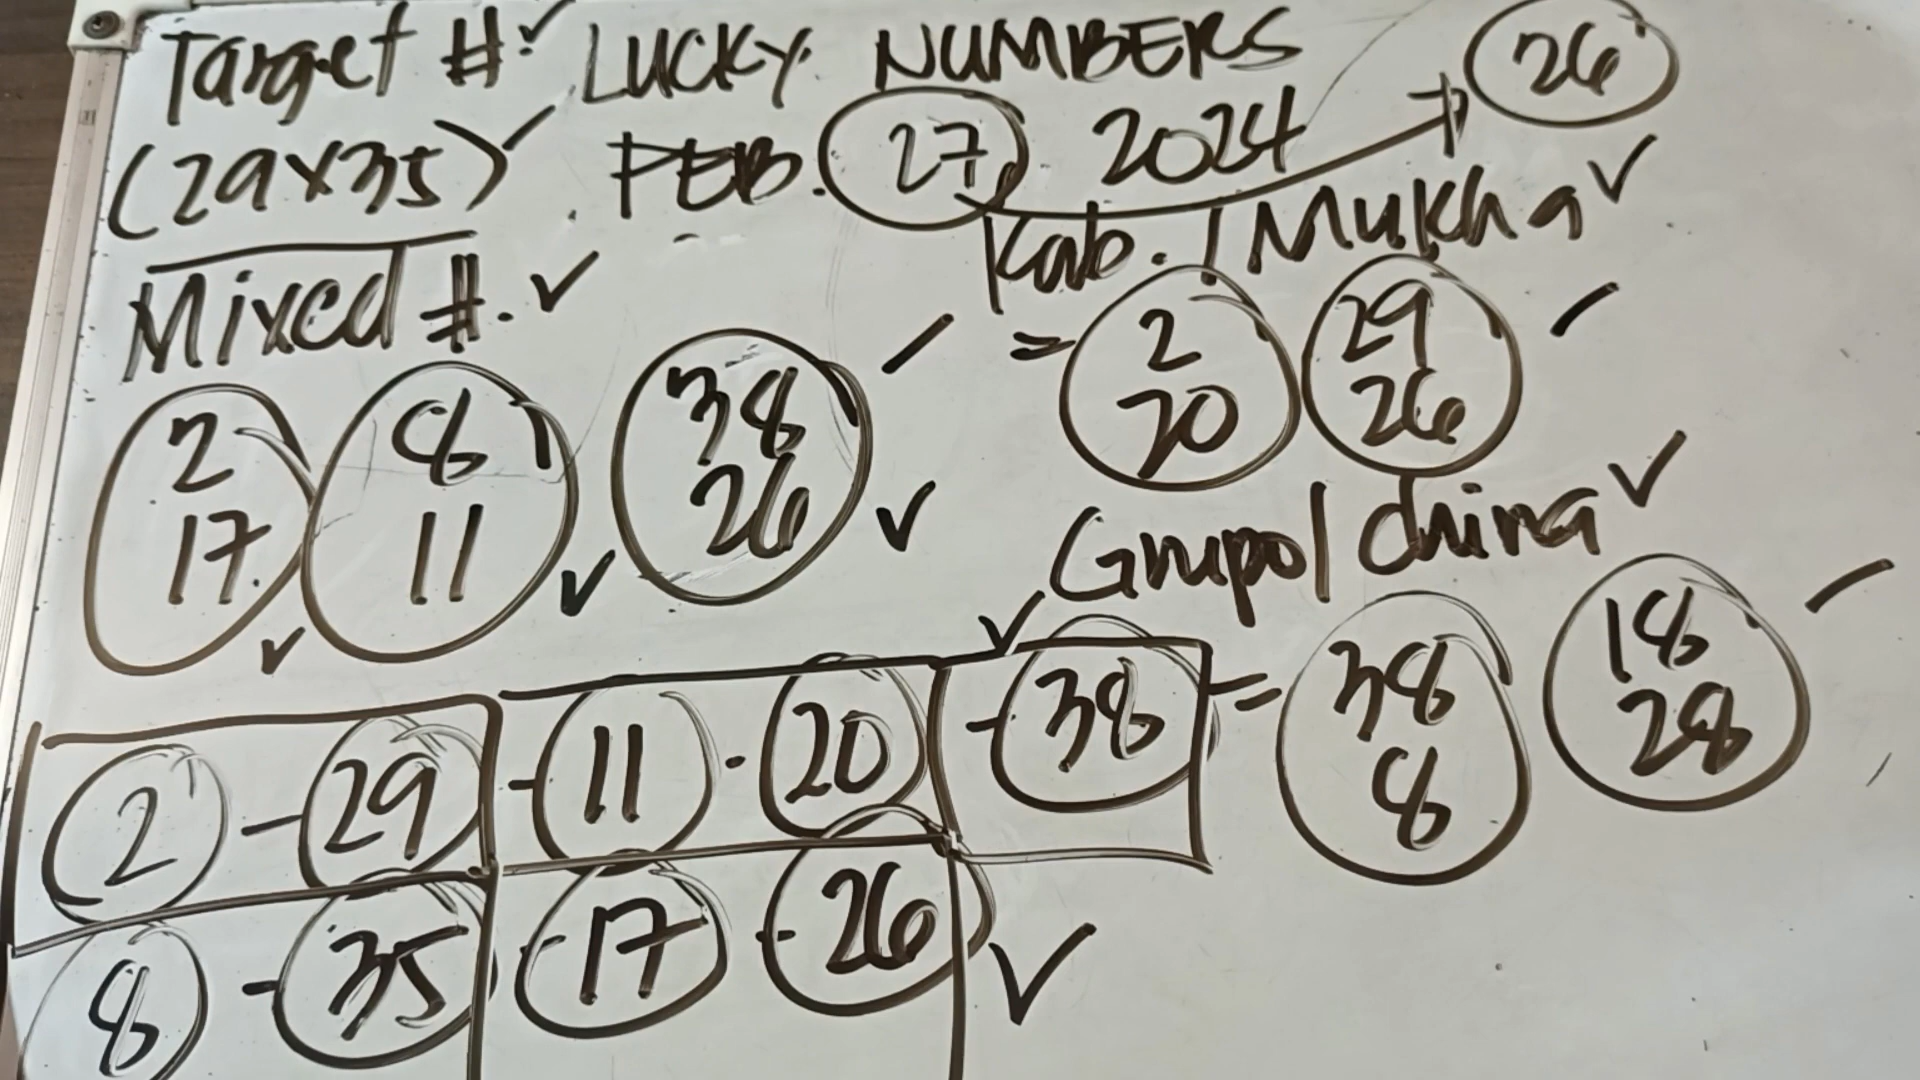 Target #. LUCKY NUMBERS 26
(29x35) FEB. 27, 2024
Kab. / Mukha
Mixed #.
= 2 29
20 26
2 8 38
17 11 26
Grupo / China
2 - 29 - 11 - 20 - 38 = 38 18
8 28
8 - 35 - 17 - 26